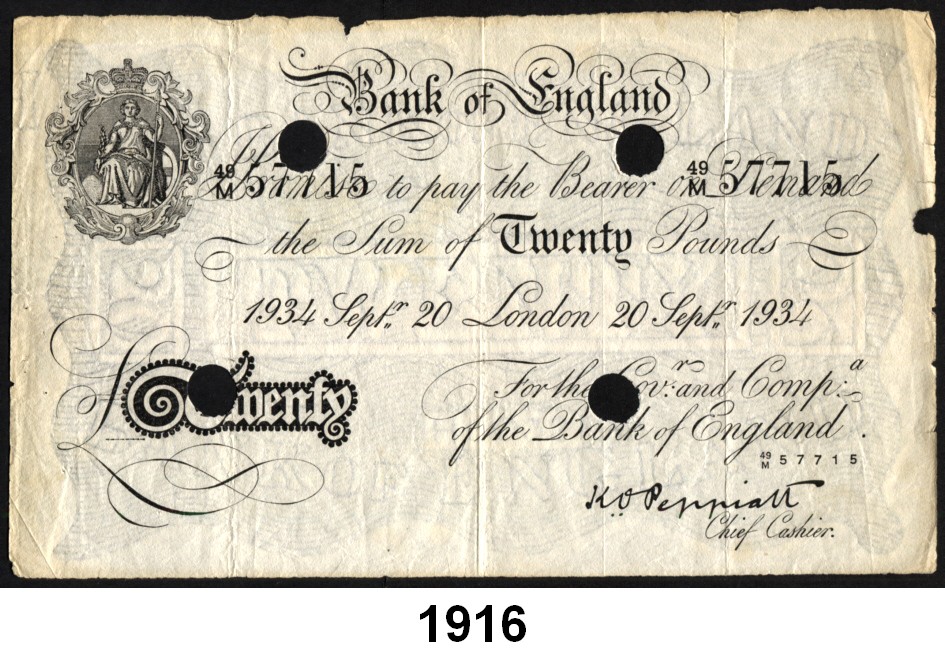 Bank of England
49
M 57715
49
M 57715
to pay the Bearer on Demand
the Sum of Twenty Pounds
1934 Septr. 20 London 20 Septr. 1934
£Twenty
For the Govr. and Compa.
of the Bank of England.
49
M 57715
K.O. Peppiatt
Chief Cashier.
1916